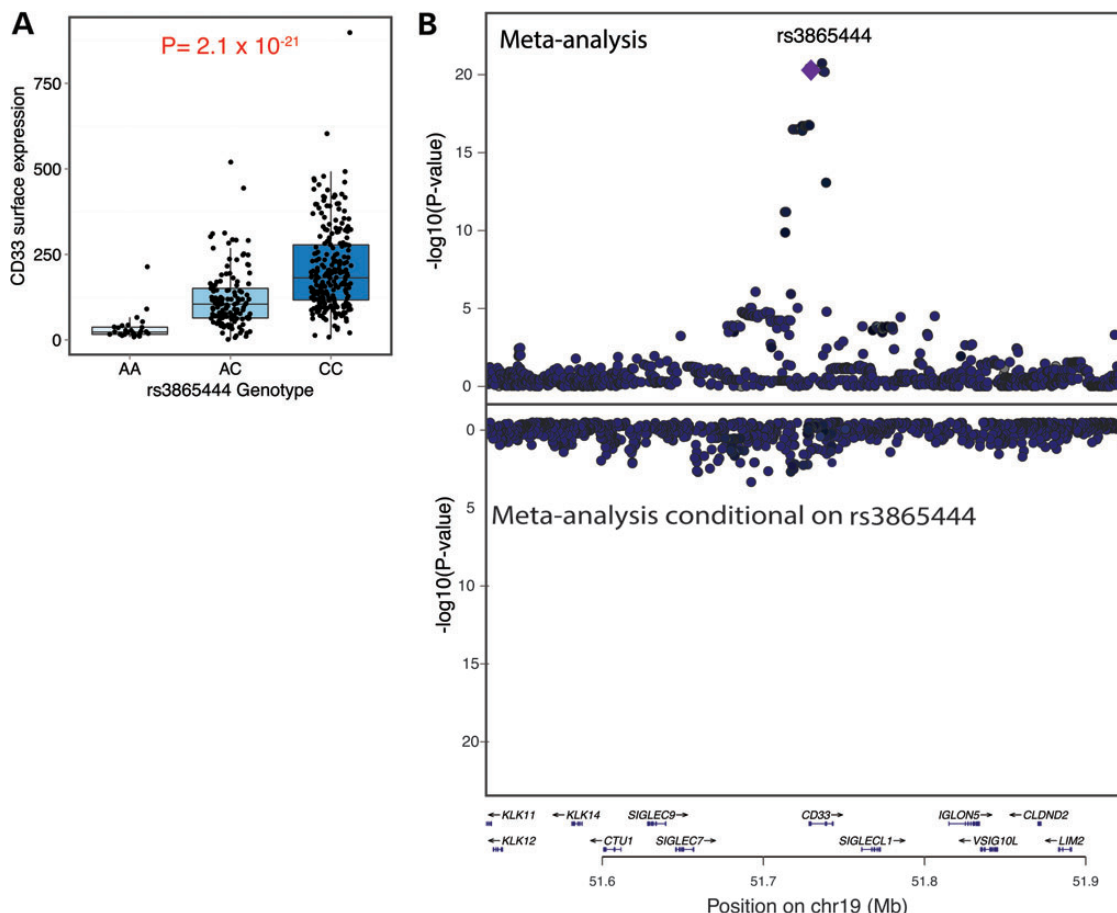 A
P= 2.1 x 10-21
CD33 surface expression
750
500
250
0
AA AC CC
rs3865444 Genotype
B
Meta-analysis
rs3865444
-log10(P-value)
20
15
10
5
0
0
5
10
15
20
-log10(P-value)
Meta-analysis conditional on rs3865444
←KLK11 ←KLK14 SIGLEC9→ CD33→ IGLON5→ ←CLDND2
←KLK12 ←CTU1 SIGLEC7→ SIGLECL1→ ←VSIG10L ←LIM2
51.6 51.7 51.8 51.9
Position on chr19 (Mb)